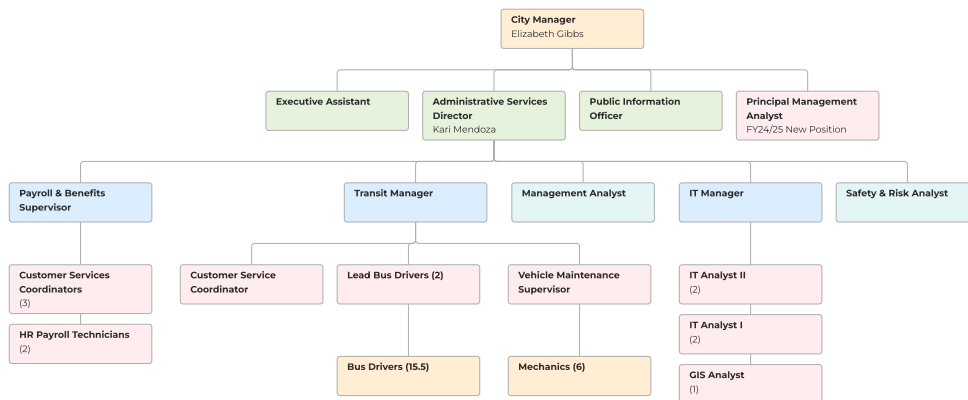 City Manager
Elizabeth Gibbs
Executive Assistant
Administrative Services
Director
Kari Mendoza
Public Information
Officer
Principal Management
Analyst
FY24/25 New Position
Payroll & Benefits
Supervisor
Transit Manager
Management Analyst
IT Manager
Safety & Risk Analyst
Customer Services
Coordinators
(3)
HR Payroll Technicians
(2)
Customer Service
Coordinator
Lead Bus Drivers (2)
Bus Drivers (15.5)
Vehicle Maintenance
Supervisor
Mechanics (6)
IT Analyst II
(2)
IT Analyst I
(2)
GIS Analyst
(1)